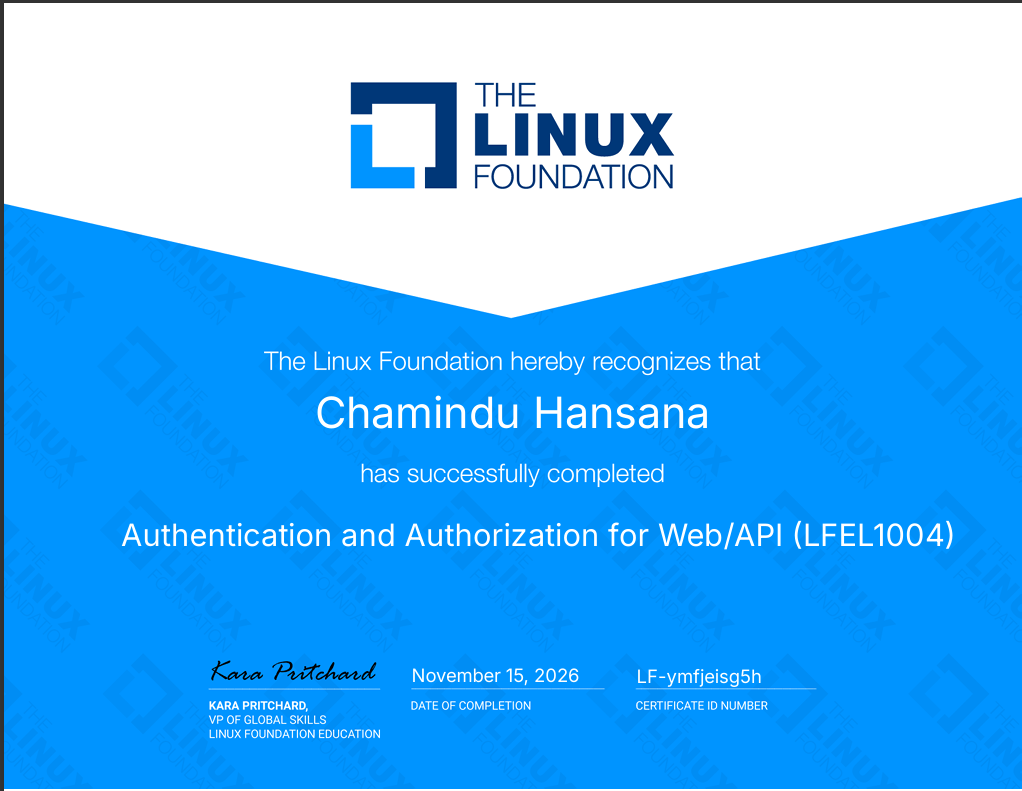 THE
LINUX
FOUNDATION
The Linux Foundation hereby recognizes that
Chamindu Hansana
has successfully completed
Authentication and Authorization for Web/API (LFEL1004)
Kara Pritchard
KARA PRITCHARD,
VP OF GLOBAL SKILLS
LINUX FOUNDATION EDUCATION
November 15, 2026
DATE OF COMPLETION
LF-ymfjeisg5h
CERTIFICATE ID NUMBER